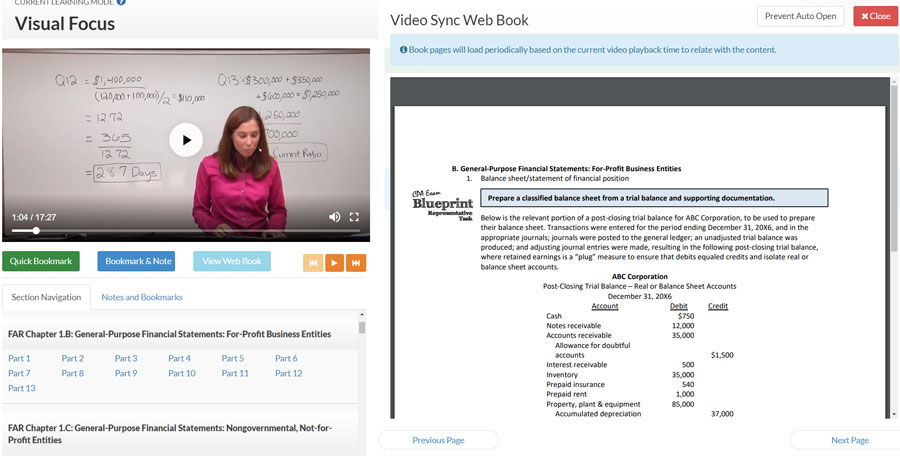 CURRENT LEARNING MODE
Visual Focus
Q12 = $1,400,000
(120,000 + 100,000)/2 = $110,000
= 12.72
= 365
12.72
= 28.7 Days
Q13 = $300,000 + $350,000
+ $600,000 = $1,250,000
250,000
00,000
Current Ratio
1:04 / 17:27
Quick Bookmark
Bookmark & Note
View Web Book
Section Navigation
Notes and Bookmarks
FAR Chapter 1.B: General-Purpose Financial Statements: For-Profit Business Entities
Part 1 Part 2 Part 3 Part 4 Part 5 Part 6
Part 7 Part 8 Part 9 Part 10 Part 11 Part 12
Part 13
FAR Chapter 1.C: General-Purpose Financial Statements: Nongovernmental, Not-for-
Profit Entities
Video Sync Web Book
Prevent Auto Open
Close
Book pages will load periodically based on the current video playback time to relate with the content.
B. General-Purpose Financial Statements: For-Profit Business Entities
1. Balance sheet/statement of financial position
CPA Exam
Blueprint
Representative
Task
Prepare a classified balance sheet from a trial balance and supporting documentation.
Below is the relevant portion of a post-closing trial balance for ABC Corporation, to be used to prepare
their balance sheet. Transactions were entered for the period ending December 31, 20X6, and in the
appropriate journals; journals were posted to the general ledger; an unadjusted trial balance was
produced; and adjusting journal entries were made, resulting in the following post-closing trial balance,
where retained earnings is a "plug" measure to ensure that debits equaled credits and isolate real or
balance sheet accounts.
ABC Corporation
Post-Closing Trial Balance – Real or Balance Sheet Accounts
December 31, 20X6
Account Debit Credit
Cash $750
Notes receivable 12,000
Accounts receivable 35,000
Allowance for doubtful
accounts $1,500
Interest receivable 500
Inventory 35,000
Prepaid insurance 540
Prepaid rent 1,000
Property, plant & equipment 85,000
Accumulated depreciation 37,000
Previous Page
Next Page